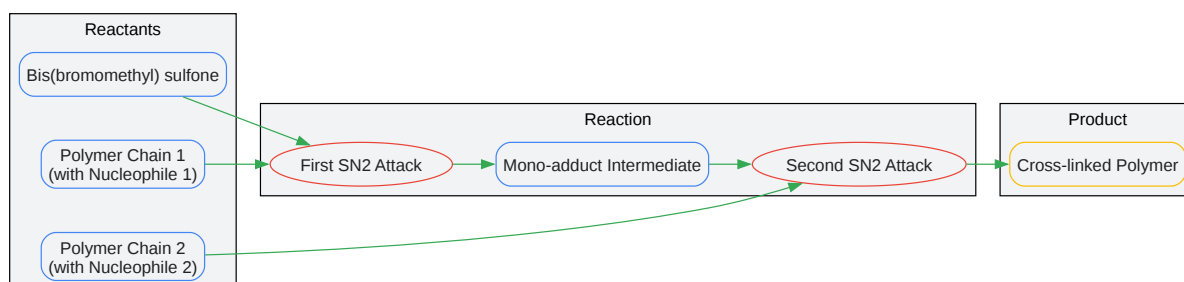 Reactants
Bis(bromomethyl) sulfone
Polymer Chain 1
(with Nucleophile 1)
Polymer Chain 2
(with Nucleophile 2)
Reaction
First SN2 Attack
Mono-adduct Intermediate
Second SN2 Attack
Product
Cross-linked Polymer